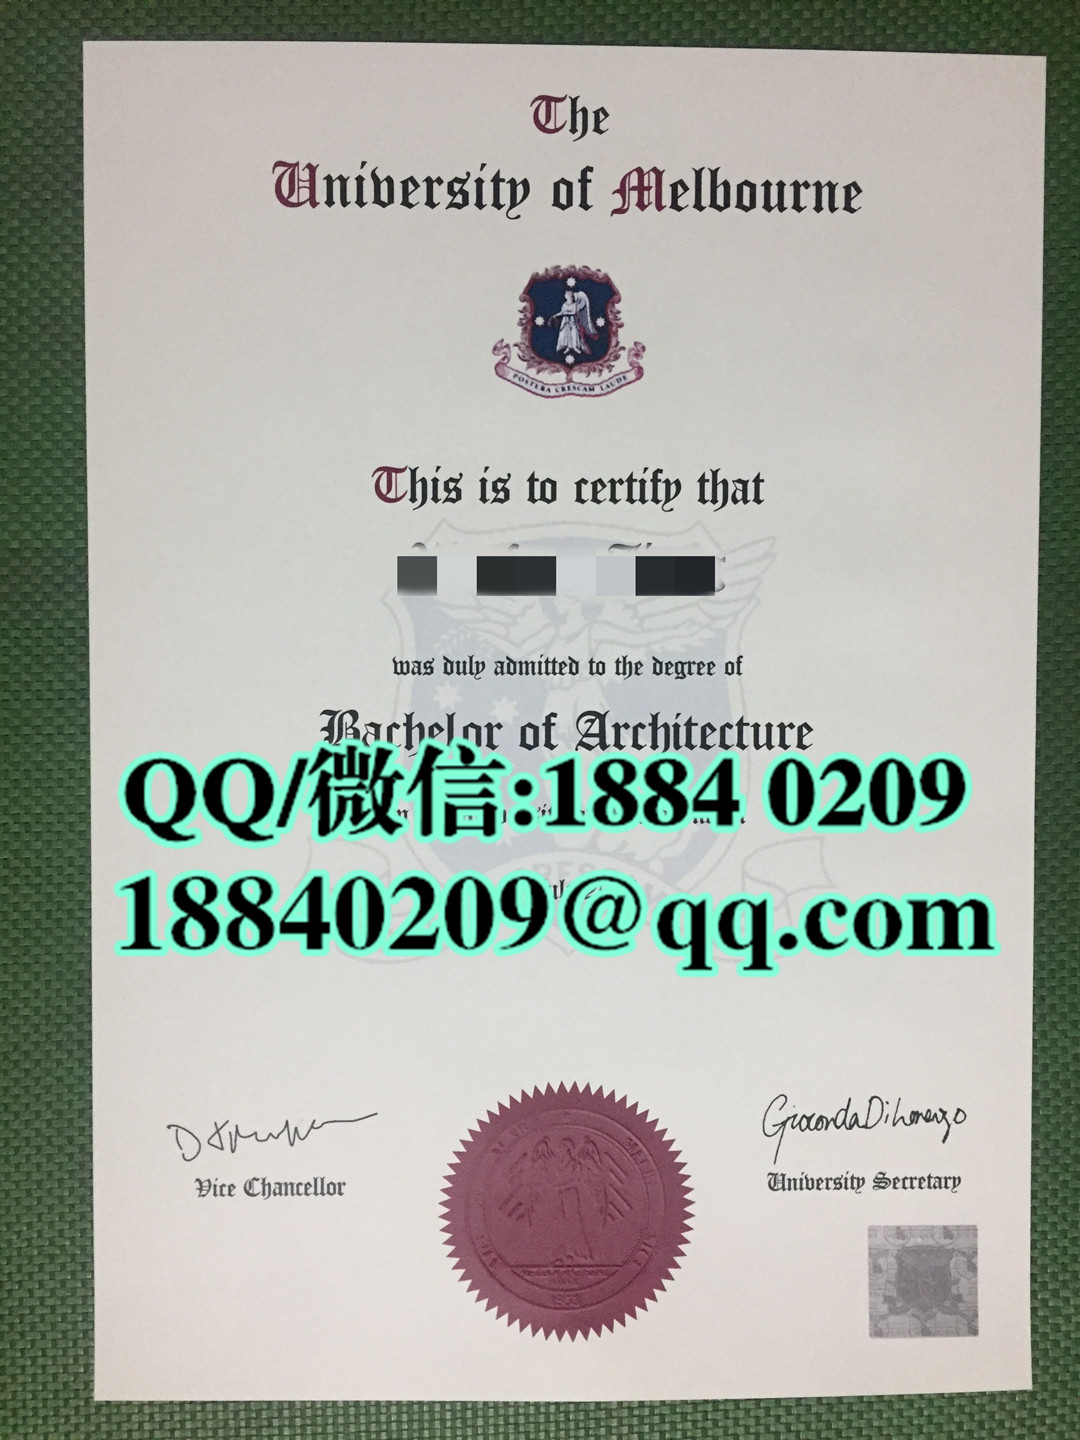 The
University of Melbourne
POSTERA CRESCAM LAUDE
This is to certify that
was duly admitted to the degree of
Bachelor of Architecture
QQ/微信:1884 0209
18840209@qq.com
Vice Chancellor
GiocondaDiLorenzo
University Secretary